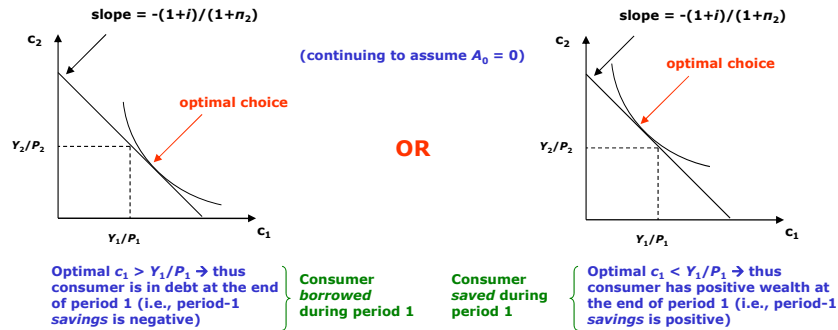 slope = -(1+i)/(1+π₂)
c₂
(continuing to assume A₀ = 0)
optimal choice
Y₂/P₂
Y₁/P₁
c₁
OR
slope = -(1+i)/(1+π₂)
c₂
optimal choice
Y₂/P₂
Y₁/P₁
c₁
Optimal c₁ > Y₁/P₁ → thus
consumer is in debt at the end
of period 1 (i.e., period-1
savings is negative)
Consumer
borrowed
during period 1
Consumer
saved during
period 1
Optimal c₁ < Y₁/P₁ → thus
consumer has positive wealth at
the end of period 1 (i.e., period-1
savings is positive)